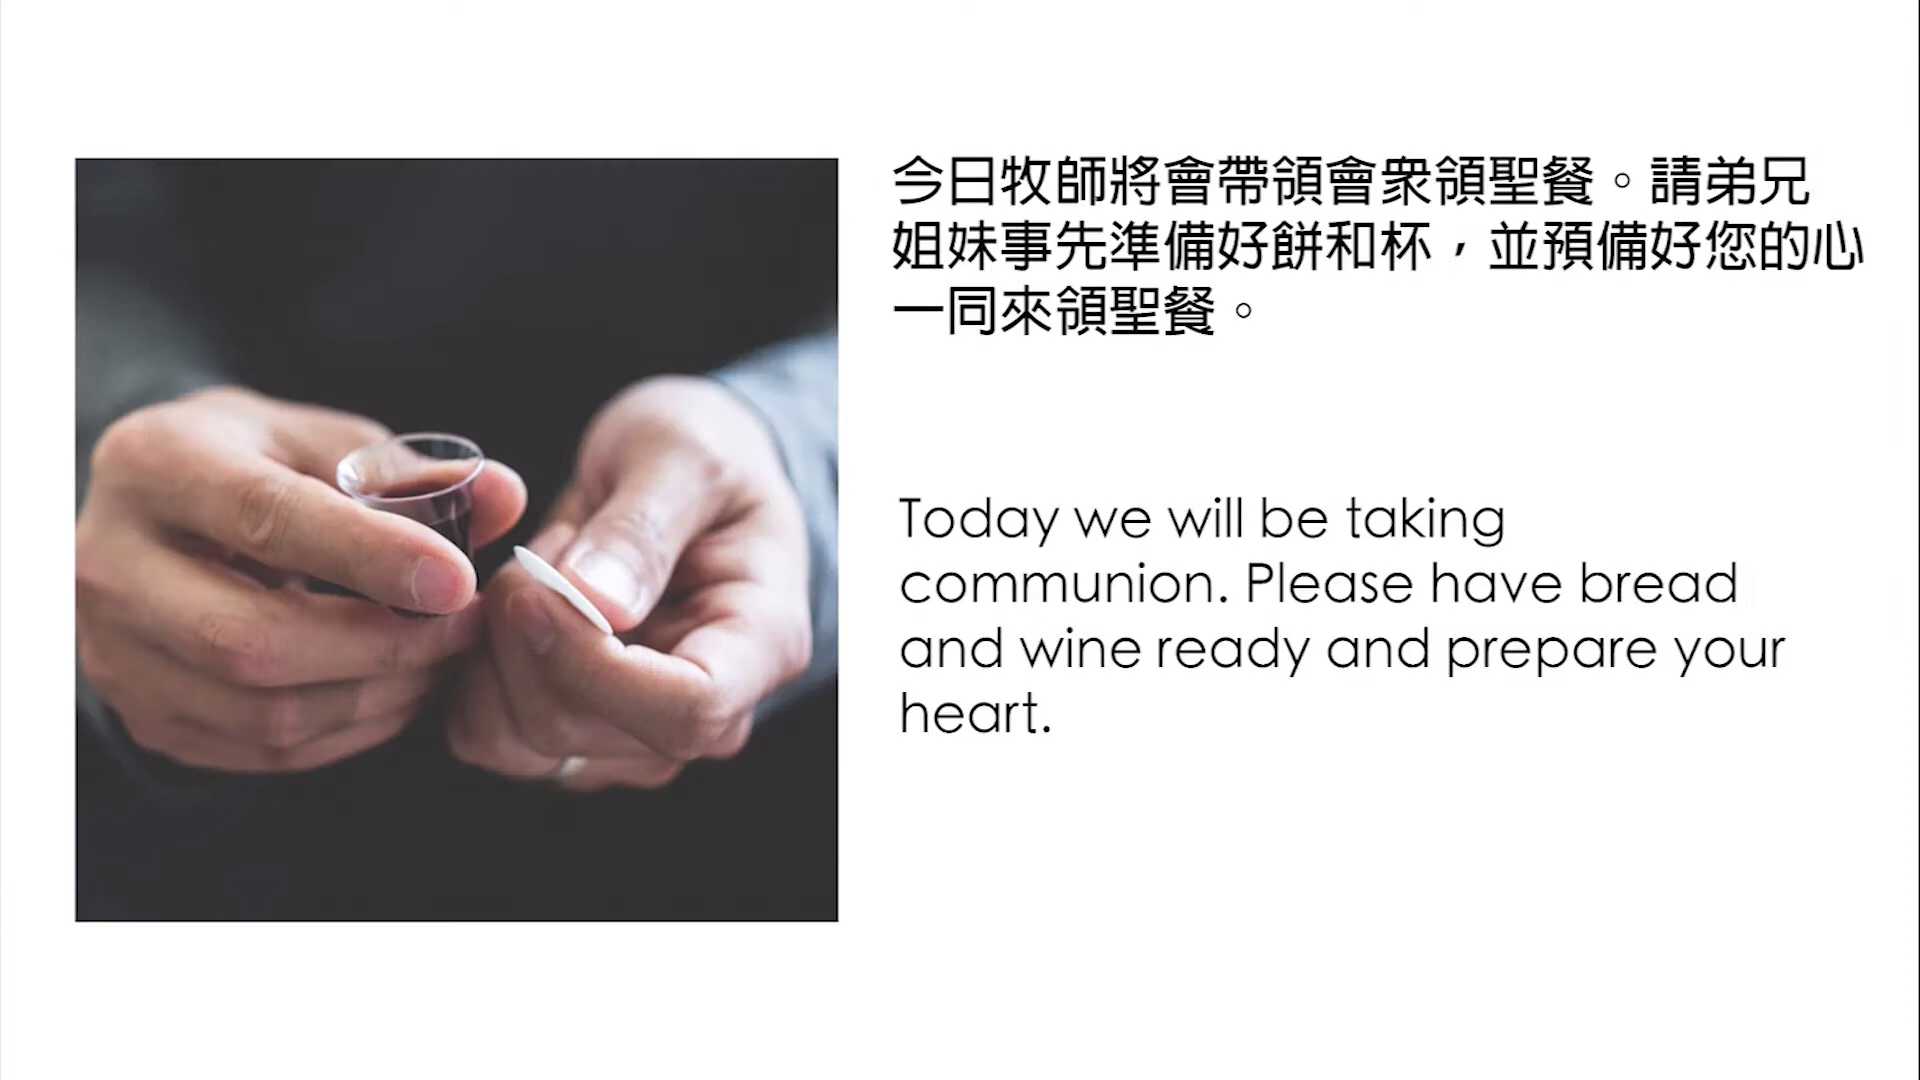 今日牧師將會帶領會衆領聖餐。請弟兄
姐妹事先準備好餅和杯，並預備好您的心
一同來領聖餐。
Today we will be taking
communion. Please have bread
and wine ready and prepare your
heart.